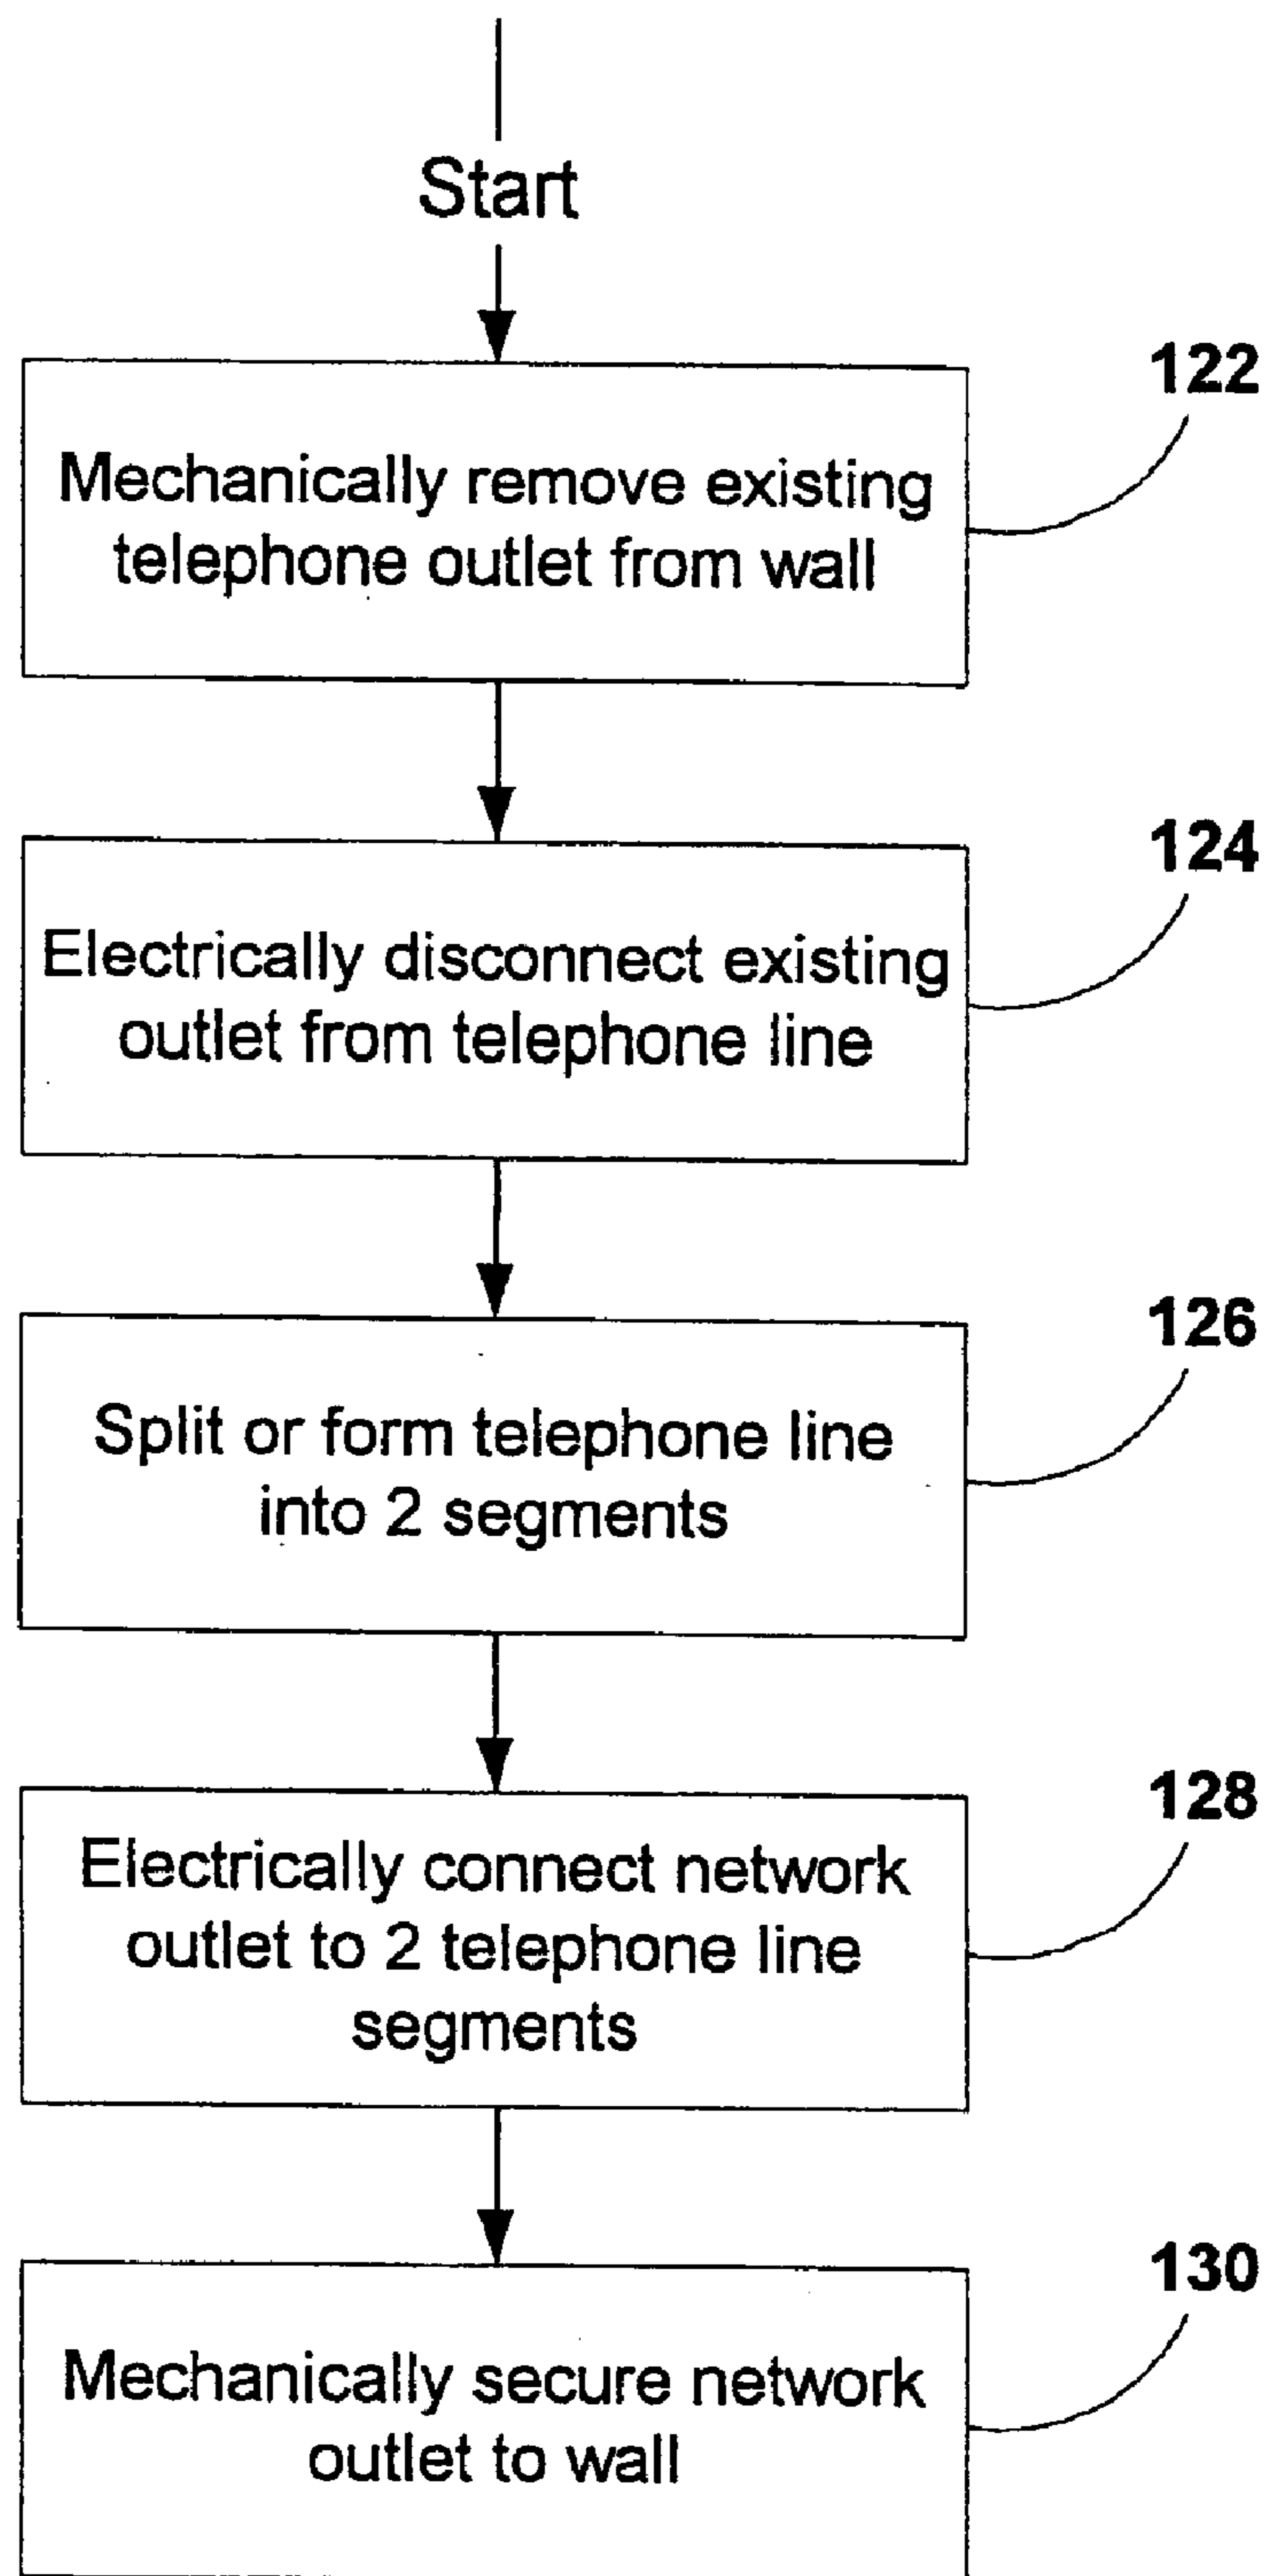 Start
122
Mechanically remove existing
telephone outlet from wall
124
Electrically disconnect existing
outlet from telephone line
126
Split or form telephone line
into 2 segments
128
Electrically connect network
outlet to 2 telephone line
segments
130
Mechanically secure network
outlet to wall